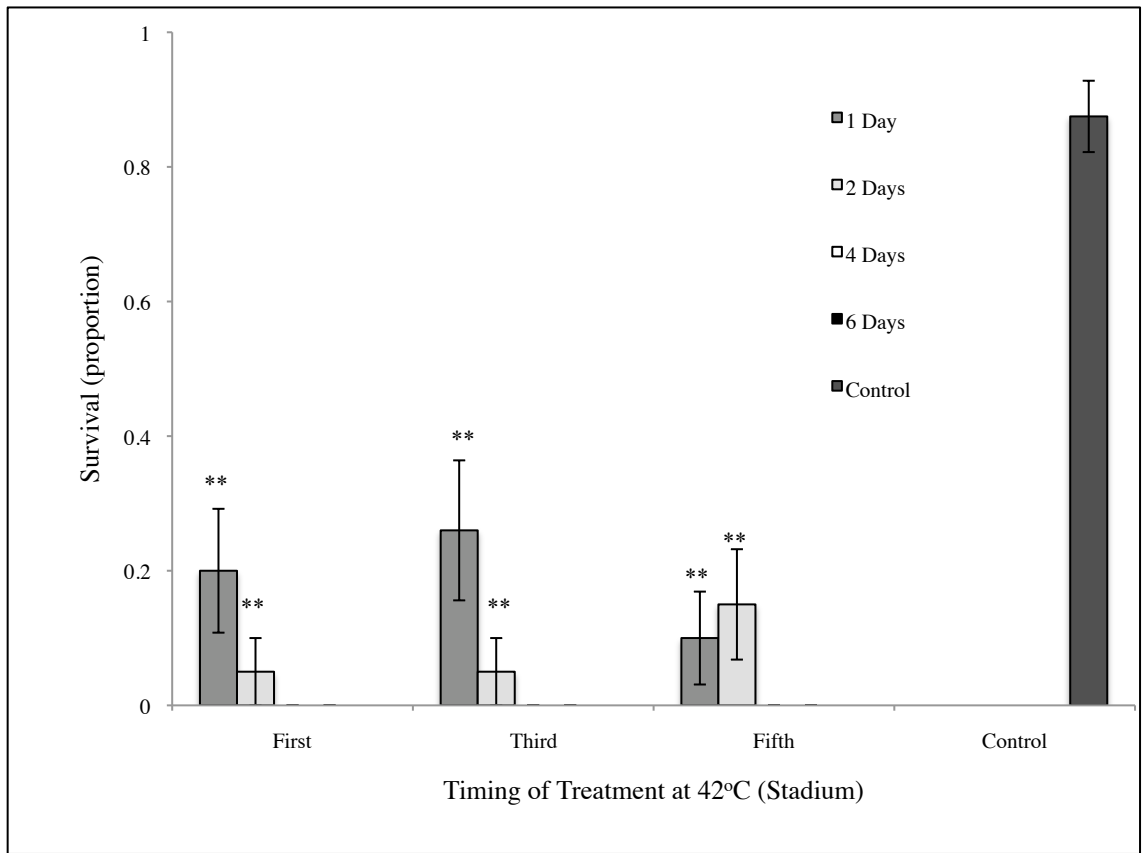 1
0.8
0.6
0.4
0.2
0
Survival (proportion)
1 Day
2 Days
4 Days
6 Days
Control
**
**
**
**
**
**
First
Third
Fifth
Control
Timing of Treatment at 42°C (Stadium)